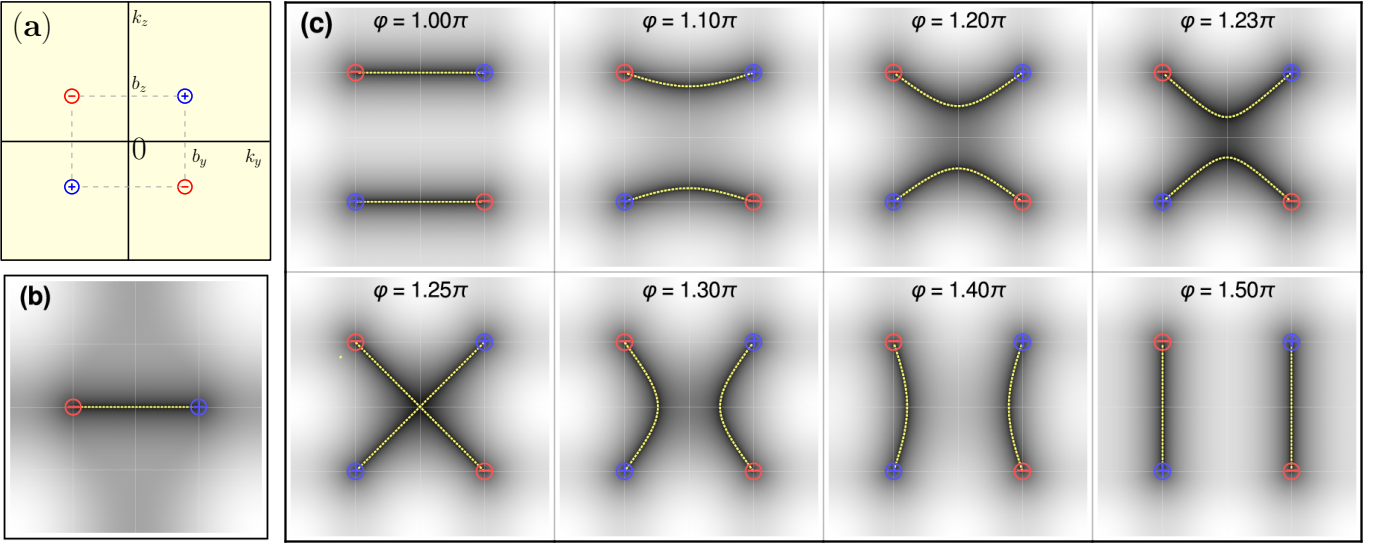 (a)
k_z
b_z
− +
0
b_y k_y
+ −
(b)
− +
(c)
φ = 1.00π
− +
+ −
φ = 1.10π
− +
+ −
φ = 1.20π
− +
+ −
φ = 1.23π
− +
+ −
φ = 1.25π
− +
+ −
φ = 1.30π
− +
+ −
φ = 1.40π
− +
+ −
φ = 1.50π
− +
+ −